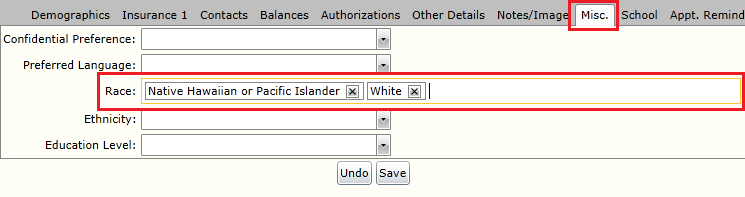 Demographics Insurance 1 Contacts Balances Authorizations Other Details Notes/Image Misc. School Appt. Remind
Confidential Preference:
Preferred Language:
Race: Native Hawaiian or Pacific Islander White
Ethnicity:
Education Level:
Undo Save